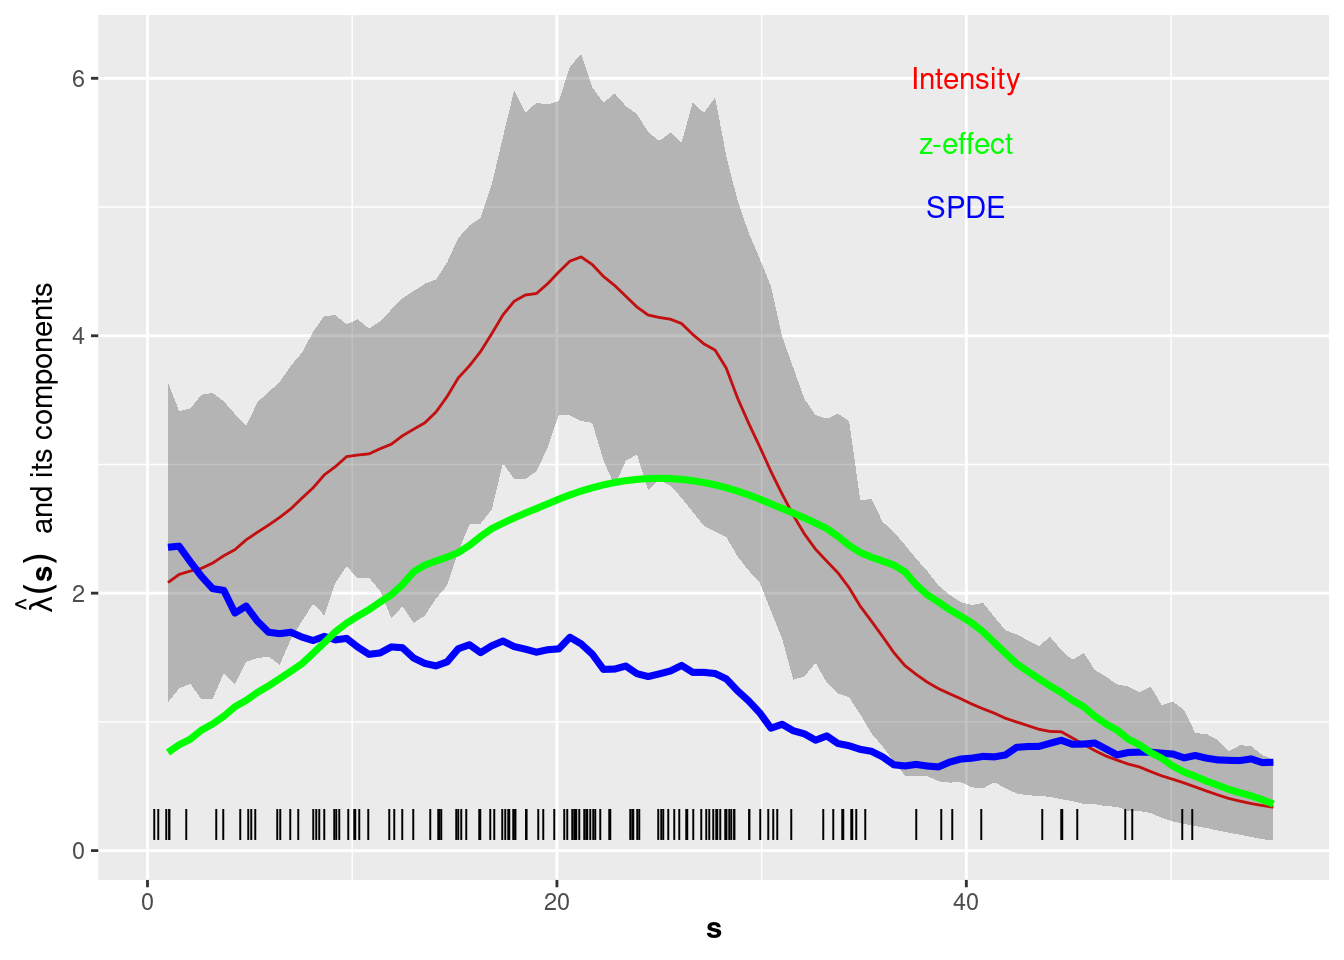 Intensity
z-effect
SPDE
6
4
2
0
λ̂(s) and its components
0 20 40
s